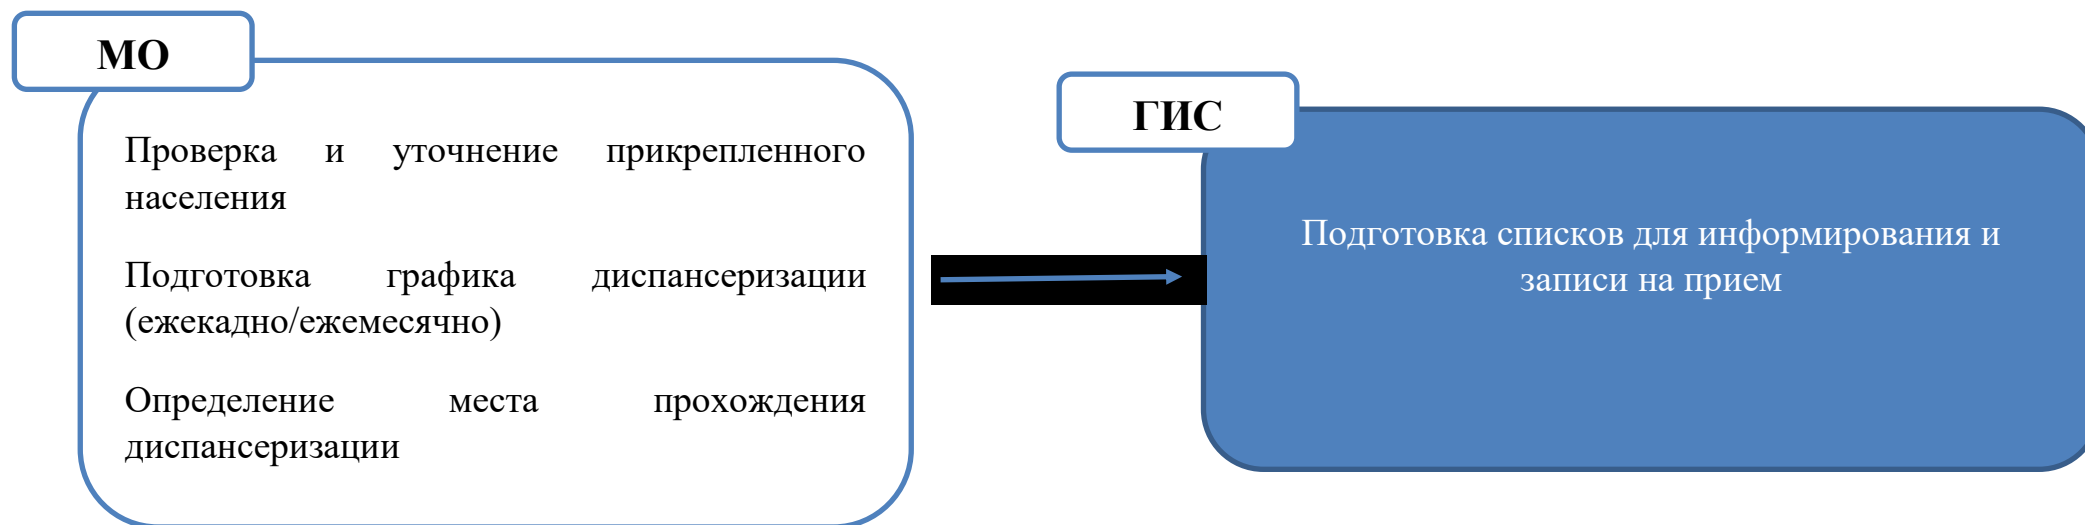 МО
Проверка и уточнение прикрепленного
населения
Подготовка графика диспансеризации
(ежекадно/ежемесячно)
Определение места прохождения
диспансеризации
ГИС
Подготовка списков для информирования и
записи на прием